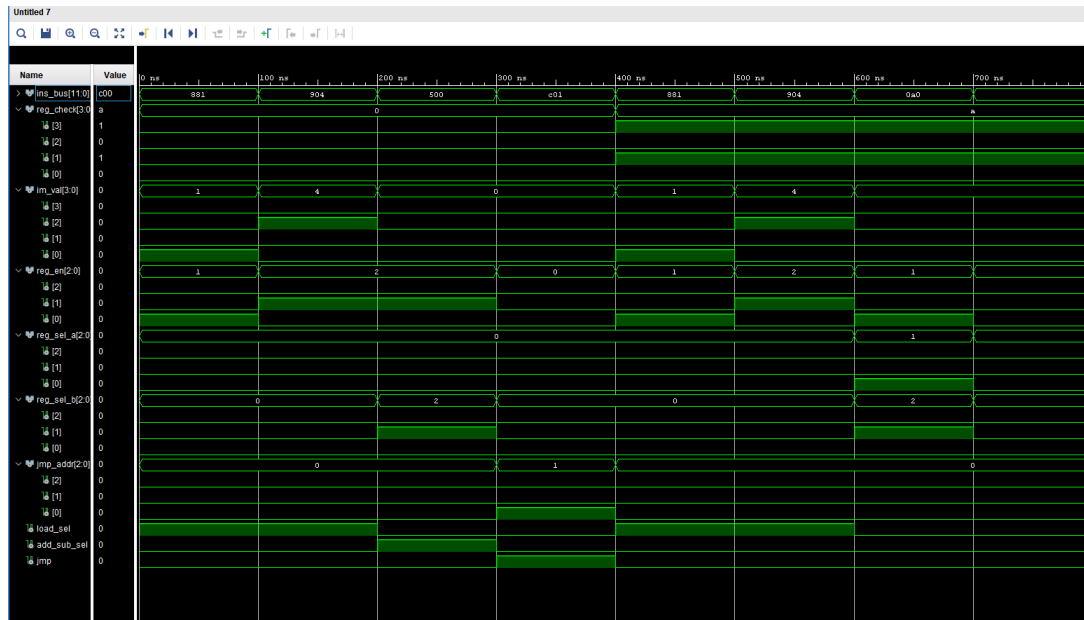 Untitled 7
Name Value 0 ns 100 ns 200 ns 300 ns 400 ns 500 ns 600 ns 700 ns
ins_bus[11:0] c00 881 904 500 c01 881 904 0a0
reg_check[3:0 a 0 a
[3] 1
[2] 0
[1] 1
[0] 0
im_val[3:0] 0 1 4 0 1 4
[3] 0
[2] 0
[1] 0
[0] 0
reg_en[2:0] 0 1 2 0 1 2 1
[2] 0
[1] 0
[0] 0
reg_sel_a[2:0 0 0 1
[2] 0
[1] 0
[0] 0
reg_sel_b[2:0 0 0 2 0 2
[2] 0
[1] 0
[0] 0
jmp_addr[2:0] 0 0 1 0
[2] 0
[1] 0
[0] 0
load_sel 0
add_sub_sel 0
jmp 0